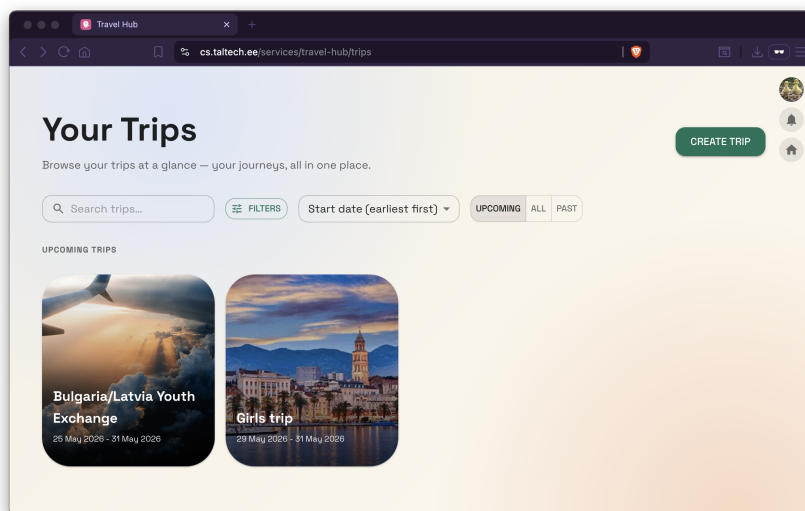 Travel Hub
cs.taltech.ee/services/travel-hub/trips
Your Trips
CREATE TRIP
Browse your trips at a glance — your journeys, all in one place.
Search trips...
FILTERS
Start date (earliest first)
UPCOMING
ALL
PAST
UPCOMING TRIPS
Bulgaria/Latvia Youth
Exchange
25 May 2026 - 31 May 2026
Girls trip
29 May 2026 - 31 May 2026